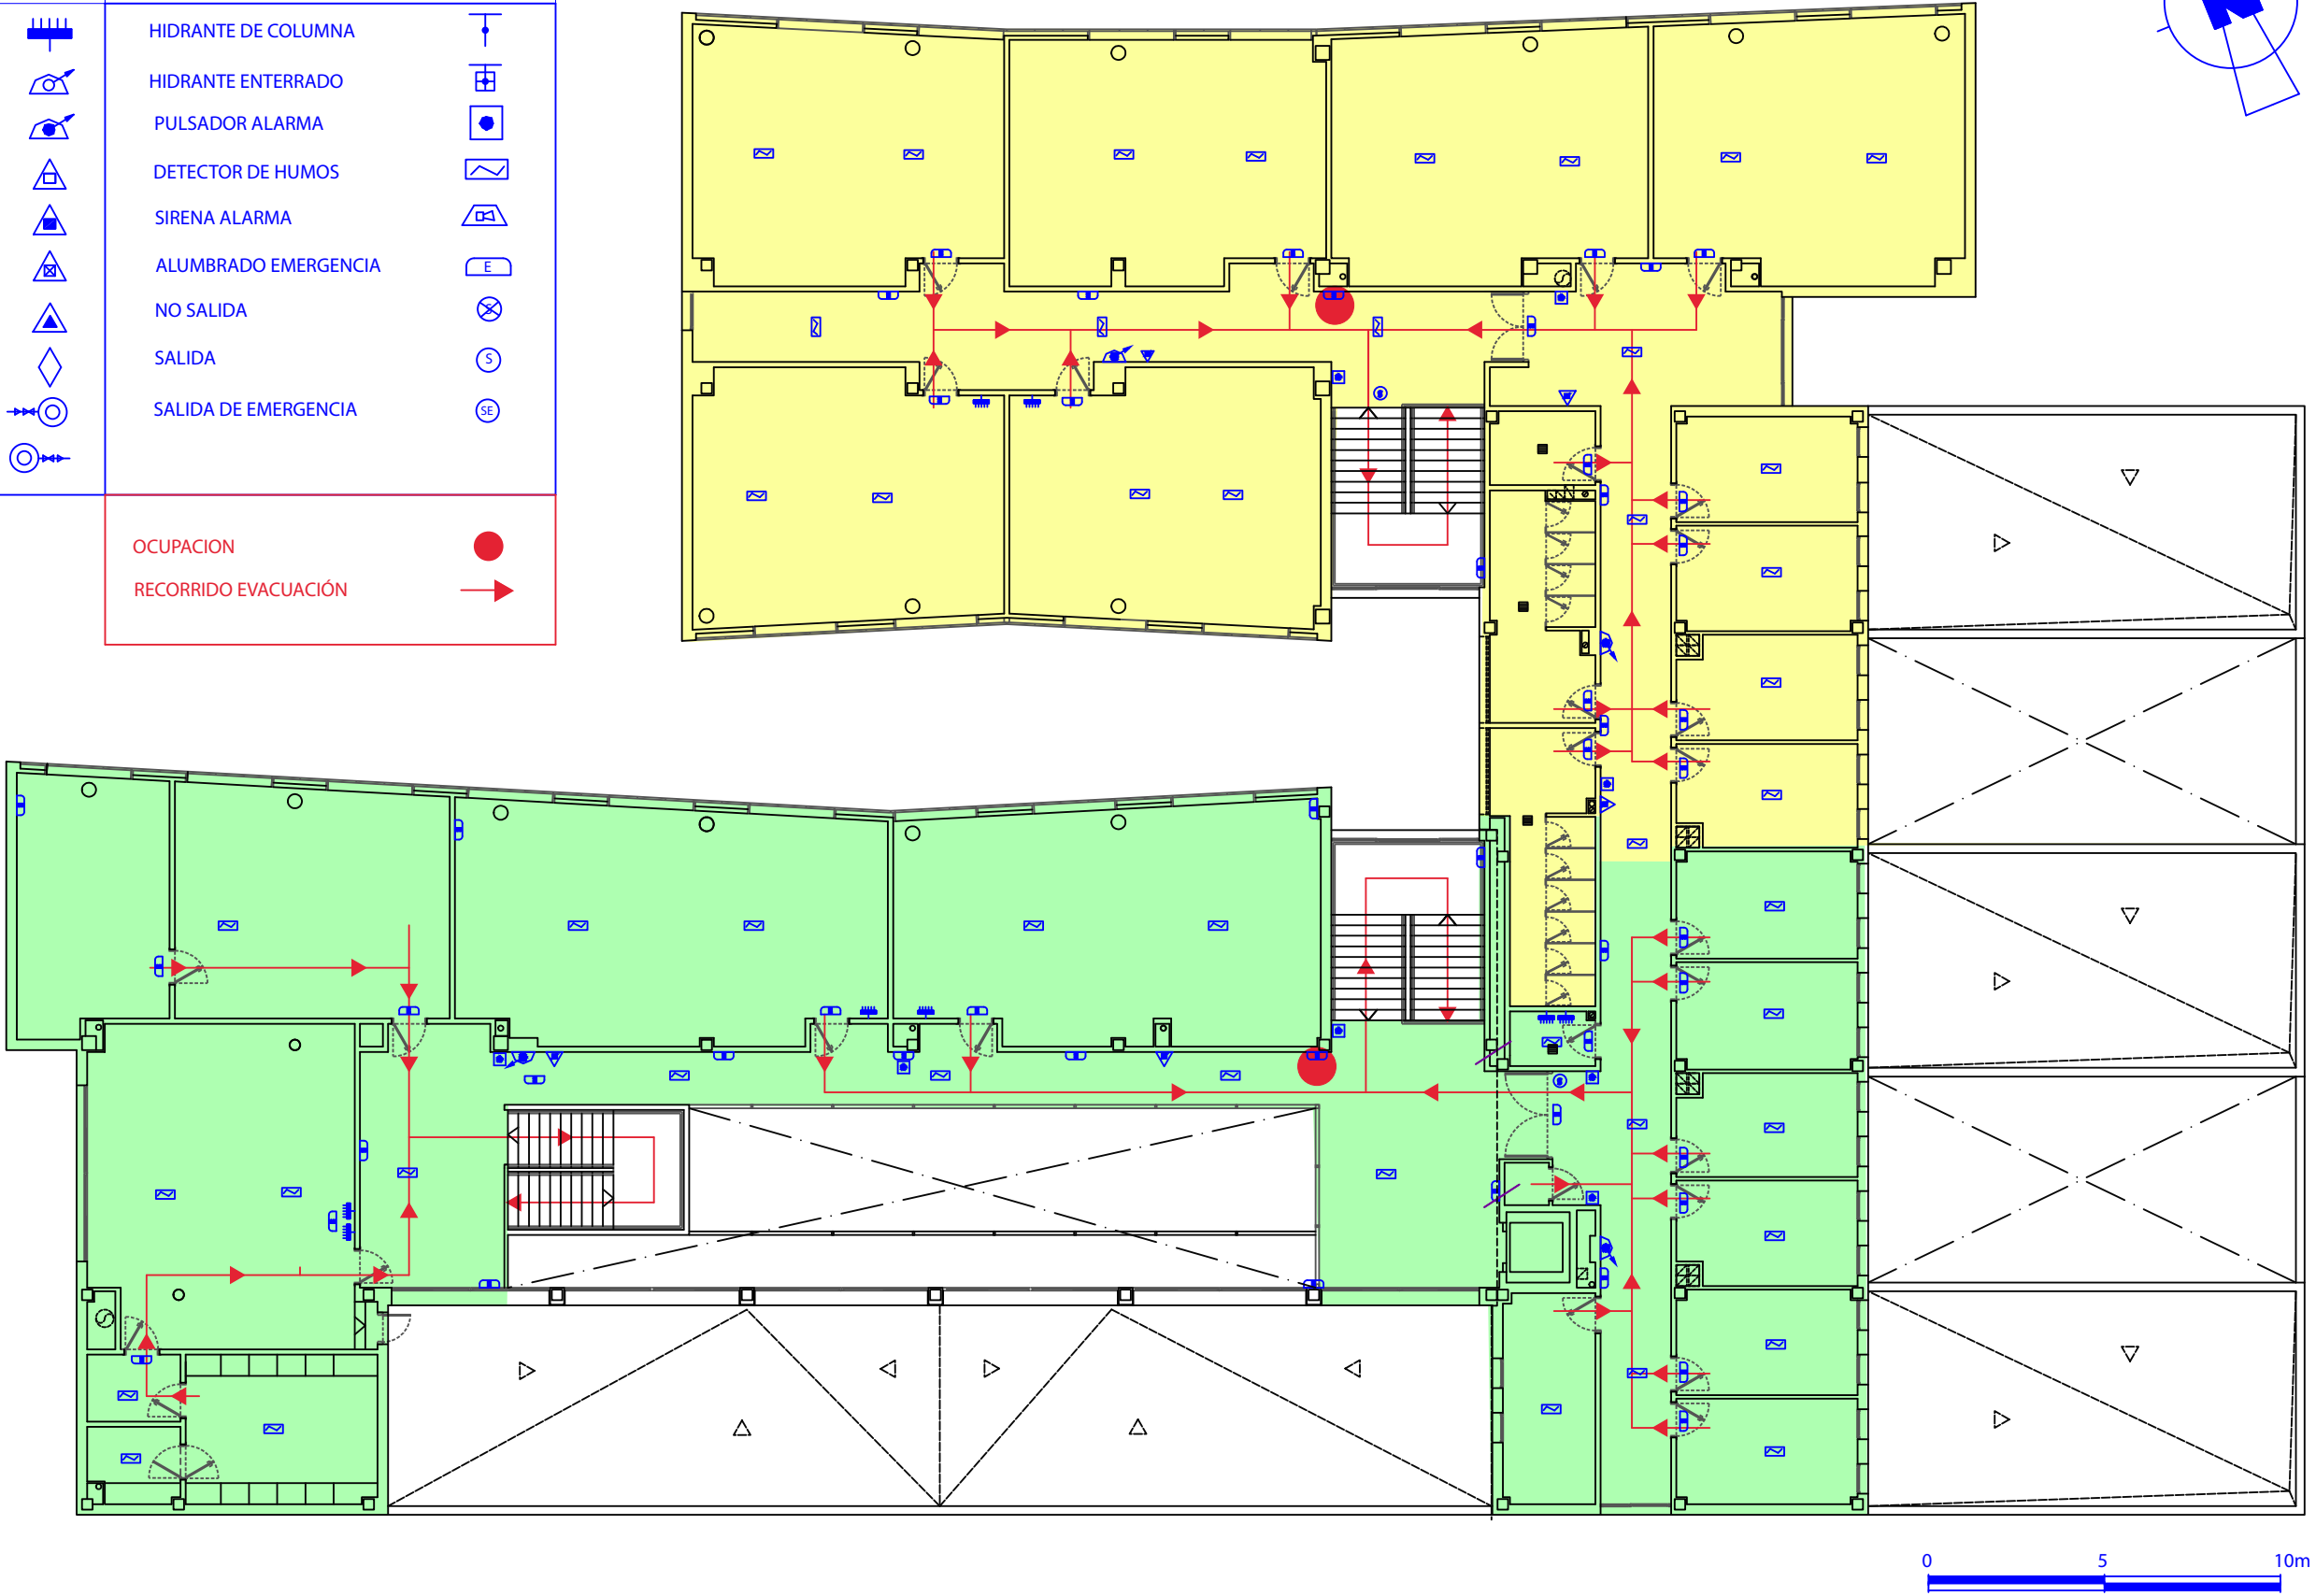 HIDRANTE DE COLUMNA
HIDRANTE ENTERRADO
PULSADOR ALARMA
DETECTOR DE HUMOS
SIRENA ALARMA
ALUMBRADO EMERGENCIA
E
NO SALIDA
S
SALIDA
S
SALIDA DE EMERGENCIA
SE
OCUPACION
RECORRIDO EVACUACIÓN
0 5 10m